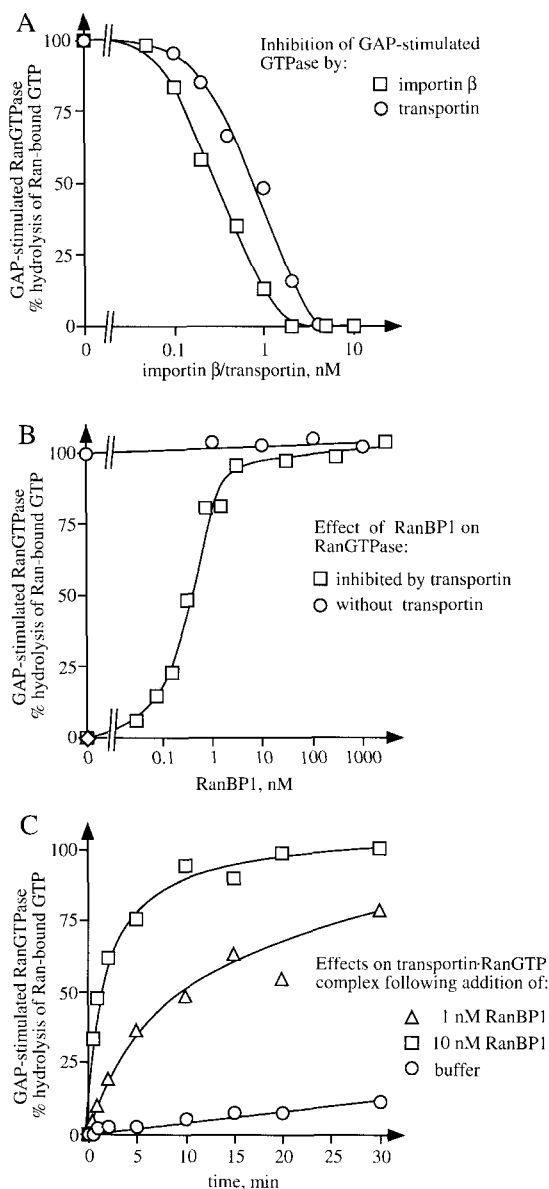 A
GAP-stimulated RanGTPase
% hydrolysis of Ran-bound GTP
100
75
50
25
0
Inhibition of GAP-stimulated
GTPase by:
importin β
transportin
0
0.1
1
10
importin β/transportin, nM
B
GAP-stimulated RanGTPase
% hydrolysis of Ran-bound GTP
100
75
50
25
0
Effect of RanBP1 on
RanGTPase:
inhibited by transportin
without transportin
0
0.1
1
10
100
1000
RanBP1, nM
C
GAP-stimulated RanGTPase
% hydrolysis of Ran-bound GTP
100
75
50
25
0
Effects on transportin·RanGTP
complex following addition of:
1 nM RanBP1
10 nM RanBP1
buffer
0
5
10
15
20
25
30
time, min